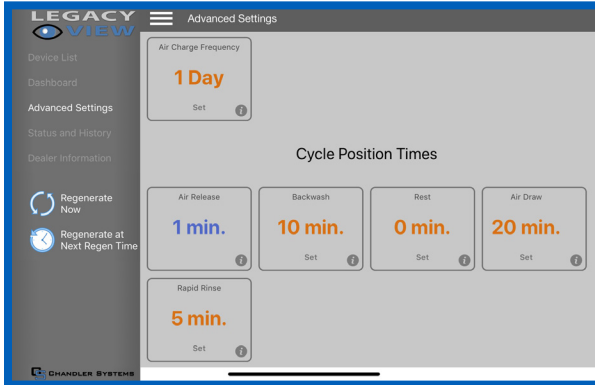 LEGACY
VIEW
Advanced Settings
Device List
Dashboard
Advanced Settings
Status and History
Dealer Information
Regenerate
Now
Regenerate at
Next Regen Time
CHANDLER SYSTEMS
Air Charge Frequency
1 Day
Set
i
Cycle Position Times
Air Release
1 min.
i
Backwash
10 min.
Set
i
Rest
0 min.
Set
i
Air Draw
20 min.
Set
i
Rapid Rinse
5 min.
Set
i